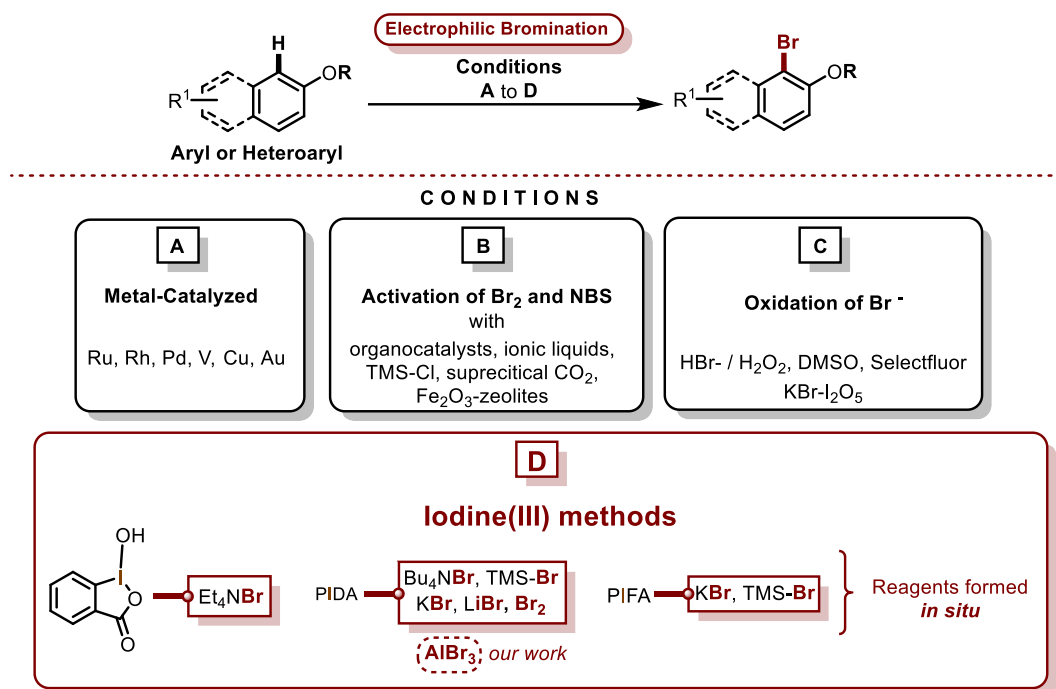 Electrophilic Bromination
H
OR
R¹
Conditions
A to D
Br
OR
R¹
Aryl or Heteroaryl
CONDITIONS
A
Metal-Catalyzed
Ru, Rh, Pd, V, Cu, Au
B
Activation of Br₂ and NBS
with
organocatalysts, ionic liquids,
TMS-Cl, suprecitical CO₂,
Fe₂O₃-zeolites
C
Oxidation of Br ⁻
HBr- / H₂O₂, DMSO, Selectfluor
KBr-I₂O₅
D
Iodine(III) methods
OH
I
O
O
Et₄NBr
PIDA
Bu₄NBr, TMS-Br
KBr, LiBr, Br₂
AlBr₃ our work
PIFA
KBr, TMS-Br
Reagents formed
in situ